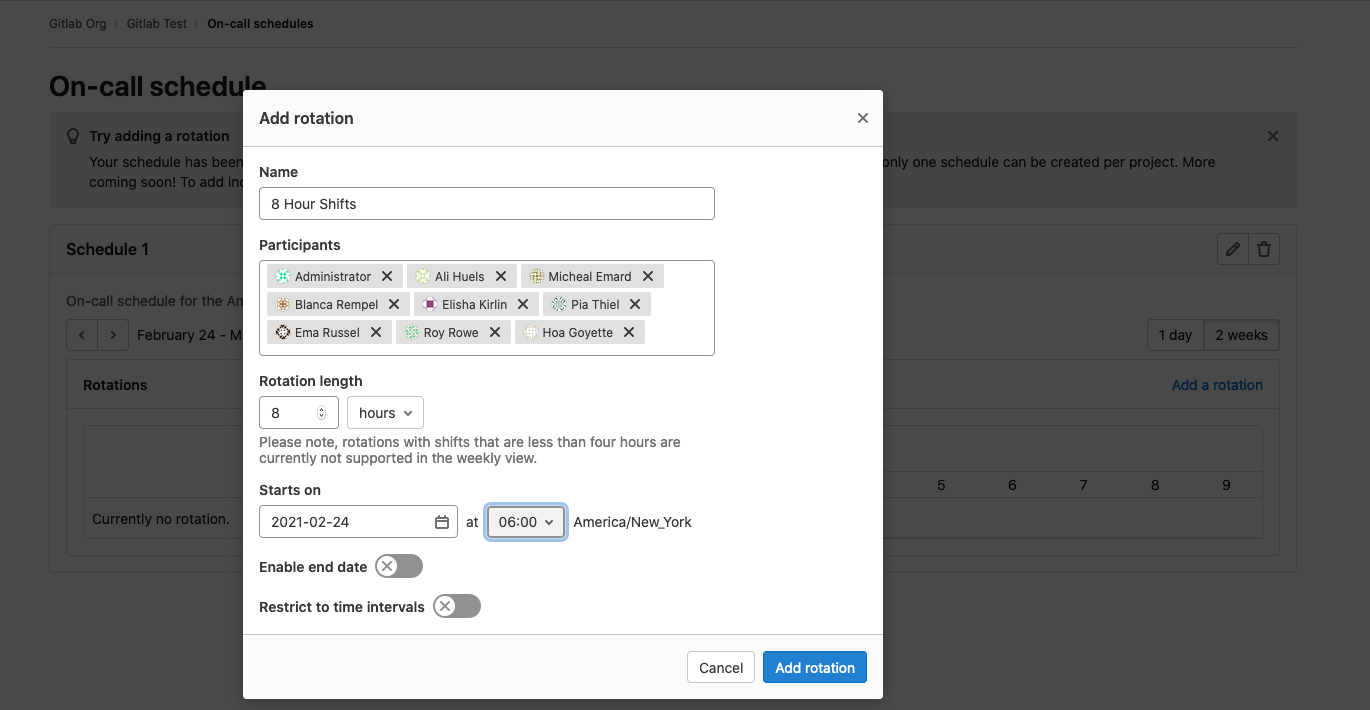 Gitlab Org › Gitlab Test › On-call schedules
On-call schedule
Try adding a rotation
Your schedule has been
only one schedule can be created per project. More
coming soon! To add
Schedule 1
On-call schedule for the
February 24 -
1 day
2 weeks
Rotations
Add a rotation
5 6 7 8 9
Currently no rotation.
Add rotation
Name
8 Hour Shifts
Participants
Administrator
Ali Huels
Micheal Emard
Blanca Rempel
Elisha Kirlin
Pia Thiel
Ema Russel
Roy Rowe
Hoa Goyette
Rotation length
8 hours
Please note, rotations with shifts that are less than four hours are
currently not supported in the weekly view.
Starts on
2021-02-24 at 06:00 America/New_York
Enable end date
Restrict to time intervals
Cancel
Add rotation